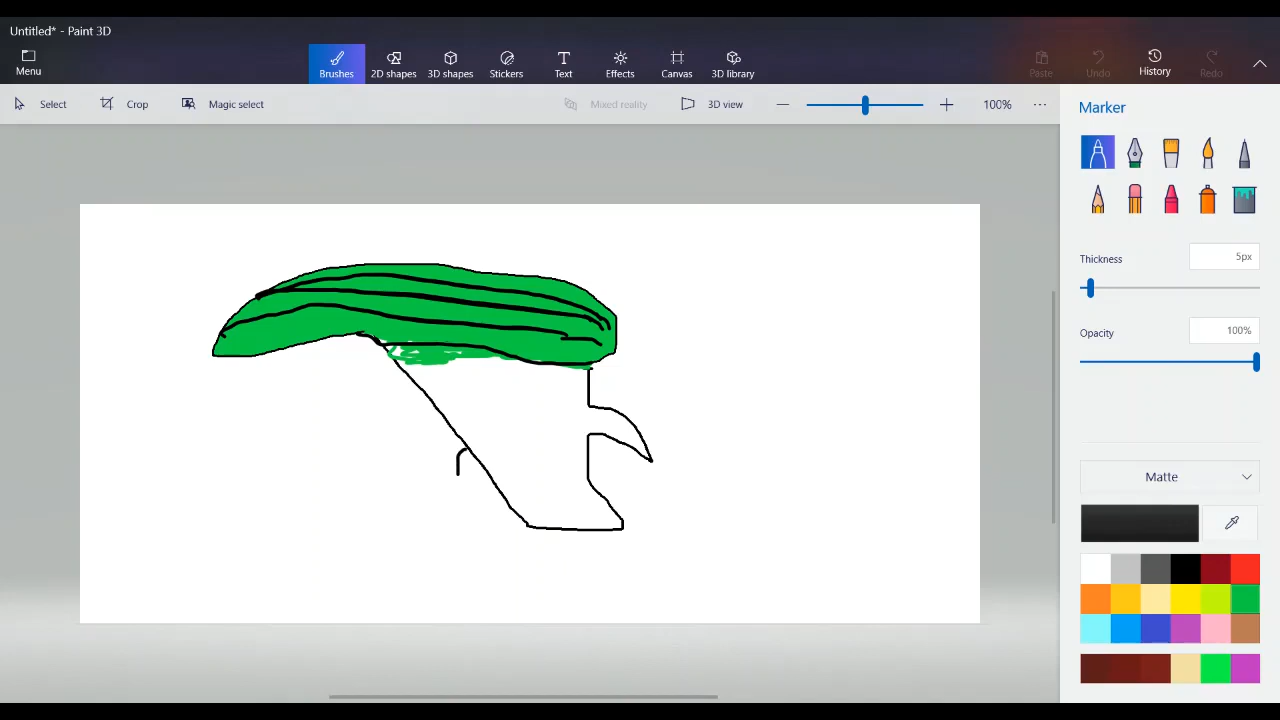 Untitled* - Paint 3D
Menu
Brushes
2D shapes
3D shapes
Stickers
Text
Effects
Canvas
3D library
Paste
Undo
History
Redo
Select
Crop
Magic select
Mixed reality
3D view
100%
Marker
Thickness
5px
Opacity
100%
Matte